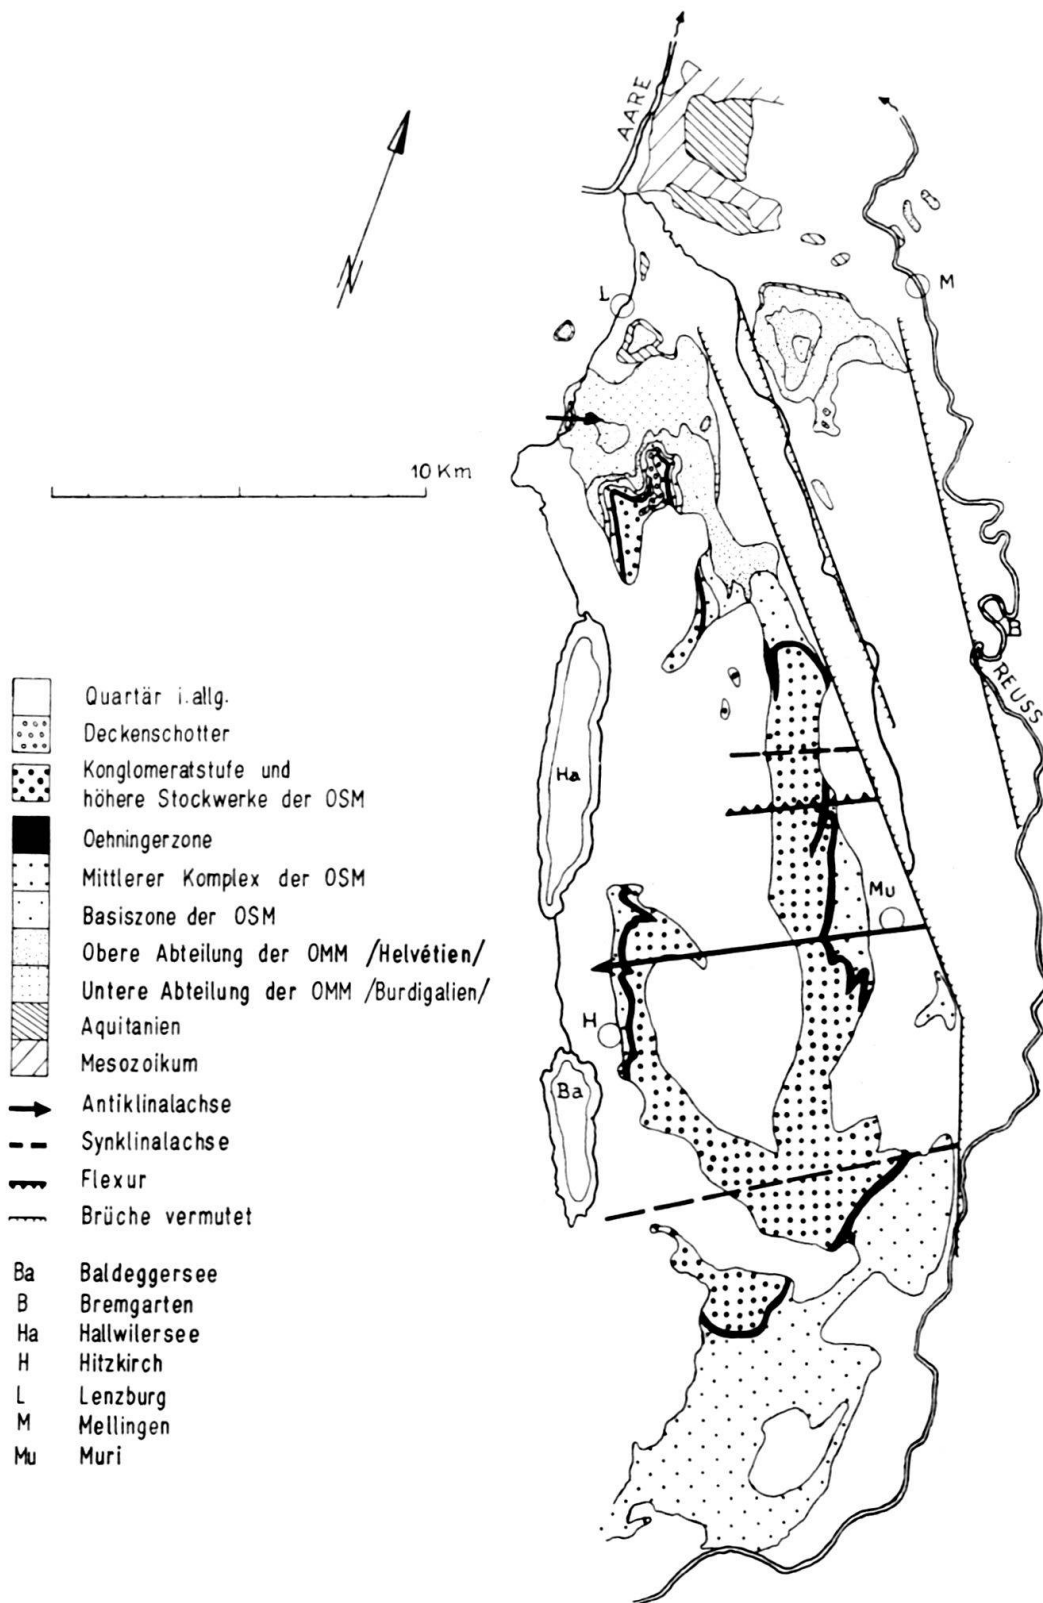 AARE
N
L
M
10 Km
B
REUSS
Ha
Mu
H
Ba
Quartär i. allg.
Deckenschotter
Konglomeratstufe und
höhere Stockwerke der OSM
Oehningerzone
Mittlerer Komplex der OSM
Basiszone der OSM
Obere Abteilung der OMM /Helvétien/
Untere Abteilung der OMM /Burdigalien/
Aquitanien
Mesozoikum
Antiklinalachse
Synklinalachse
Flexur
Brüche vermutet
Ba Baldeggersee
B Bremgarten
Ha Hallwilersee
H Hitzkirch
L Lenzburg
M Mellingen
Mu Muri